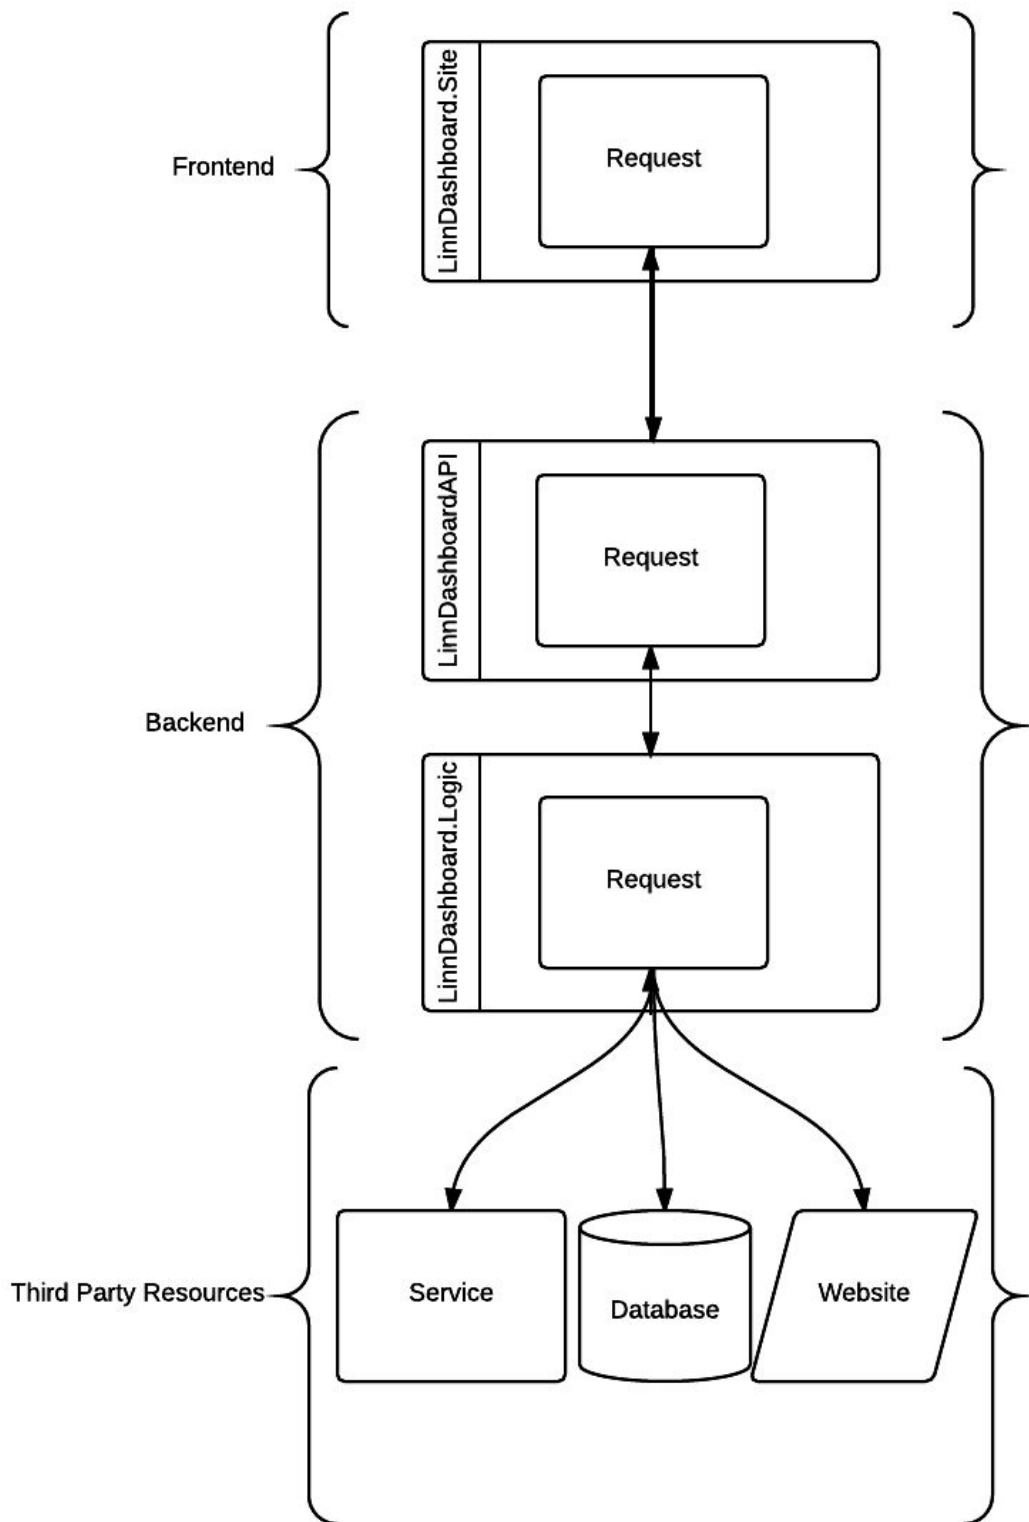 Frontend
LinnDashboard.Site
Request
Backend
LinnDashboardAPI
Request
LinnDashboard.Logic
Request
Third Party Resources
Service
Database
Website